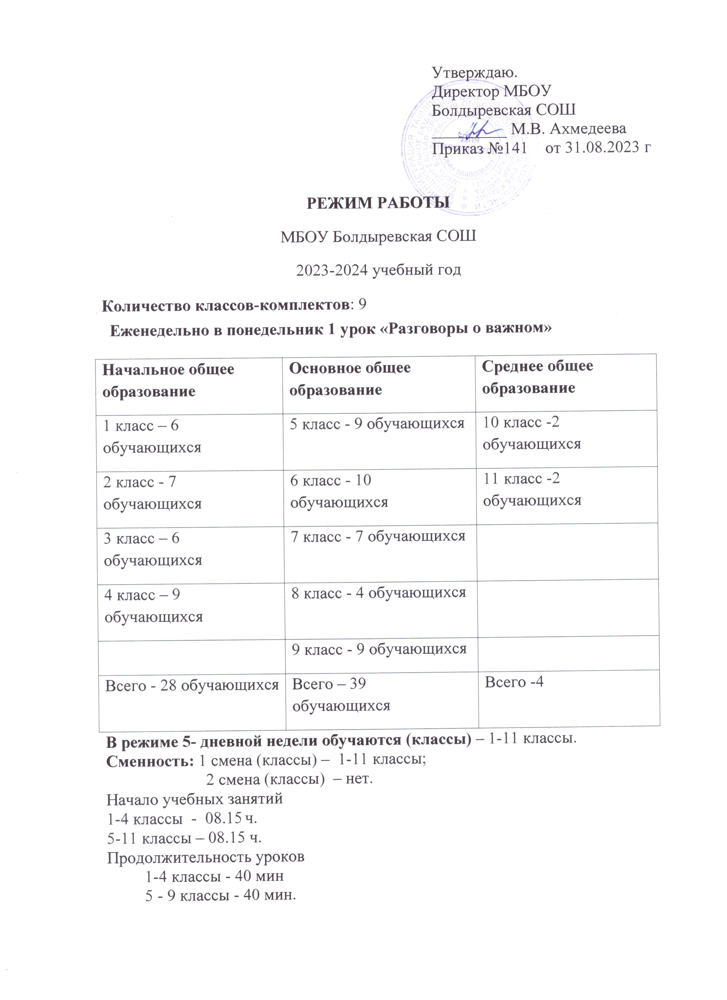 Утверждаю.
Директор МБОУ
Болдыревская СОШ
М.В. Ахмедеева
Приказ №141 от 31.08.2023 г
Для
ИНН 5648006481
РЕЖИМ РАБОТЫ
МБОУ Болдыревская СОШ
2023-2024 учебный год
Количество классов-комплектов: 9
Еженедельно в понедельник 1 урок «Разговоры о важном»
Начальное общее
образование
Основное общее
образование
Среднее общее
образование
1 класс – 6
обучающихся
5 класс - 9 обучающихся
10 класс -2
обучающихся
2 класс - 7
обучающихся
6 класс - 10
обучающихся
11 класс -2
обучающихся
3 класс – 6
обучающихся
7 класс - 7 обучающихся
4 класс – 9
обучающихся
8 класс - 4 обучающихся
9 класс - 9 обучающихся
Всего - 28 обучающихся
Всего – 39
обучающихся
Всего -4
В режиме 5- дневной недели обучаются (классы) – 1-11 классы.
Сменность: 1 смена (классы) – 1-11 классы;
2 смена (классы) – нет.
Начало учебных занятий
1-4 классы - 08.15 ч.
5-11 классы – 08.15 ч.
Продолжительность уроков
1-4 классы - 40 мин
5 - 9 классы - 40 мин.